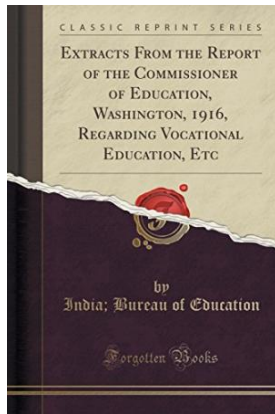 CLASSIC REPRINT SERIES
EXTRACTS FROM THE REPORT
OF THE COMMISSIONER
OF EDUCATION,
WASHINGTON, 1916,
REGARDING VOCATIONAL
EDUCATION, ETC
by
India; Bureau of Education
Forgotten Books